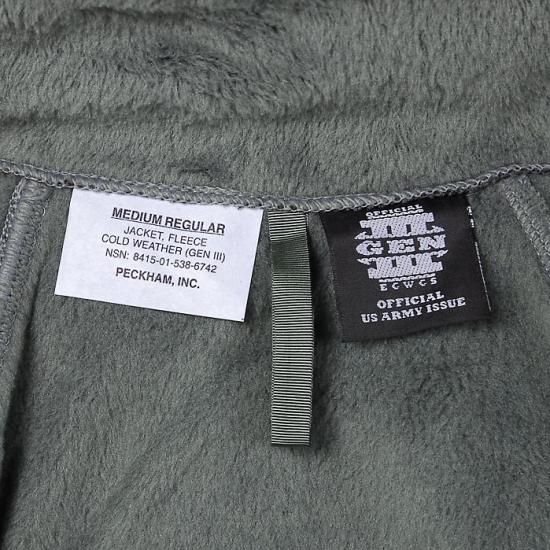 MEDIUM REGULAR
JACKET, FLEECE
COLD WEATHER (GEN III)
NSN: 8415-01-538-6742
PECKHAM, INC.
OFFICIAL
GEN
III
ECWCS
OFFICIAL
US ARMY ISSUE